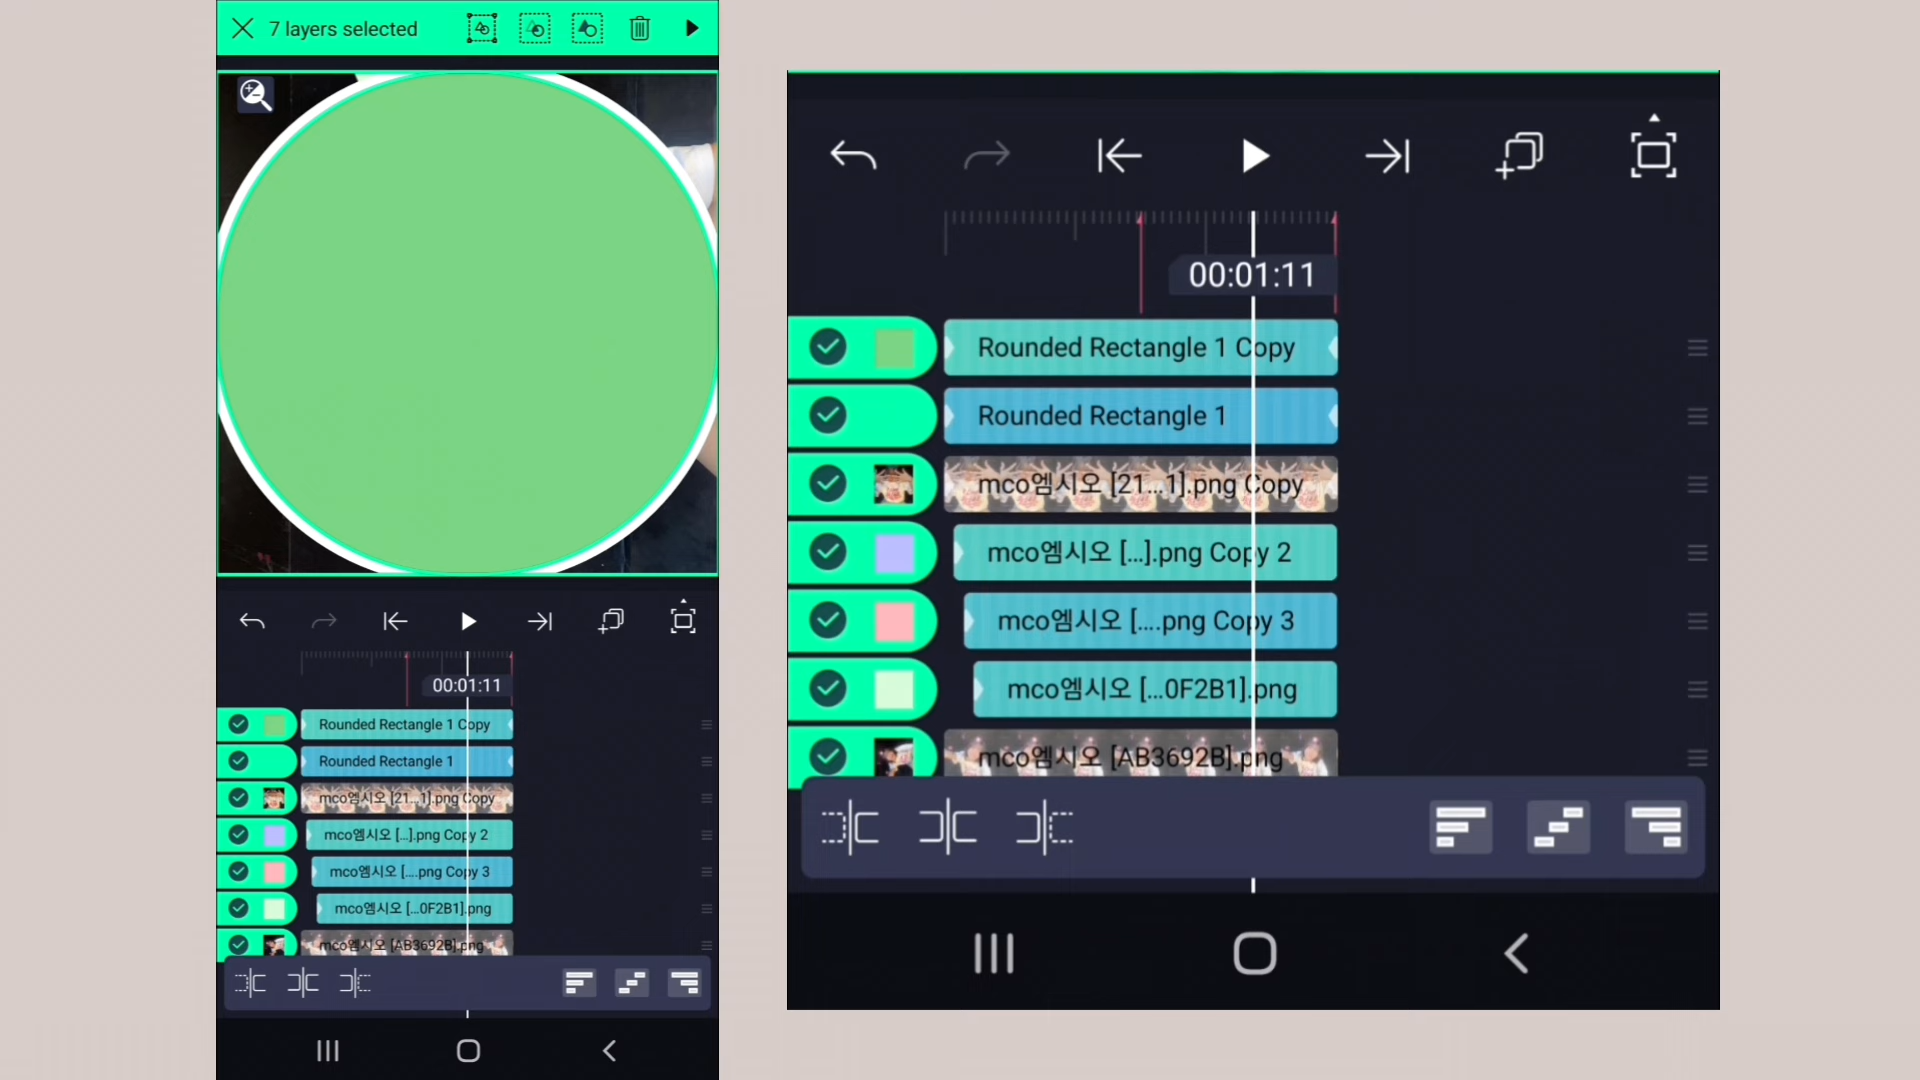 7 layers selected
00:01:11
Rounded Rectangle 1 Copy
Rounded Rectangle 1
mco엠시오 [21...1].png Copy
mco엠시오 [...].png Copy 2
mco엠시오 [....png Copy 3
mco엠시오 [...0F2B1].png
mco엠시오 [AB3692B].png
00:01:11
Rounded Rectangle 1 Copy
Rounded Rectangle 1
mco엠시오 [21...1].png Copy
mco엠시오 [...].png Copy 2
mco엠시오 [....png Copy 3
mco엠시오 [...0F2B1].png
mco엠시오 [AB3692B].png